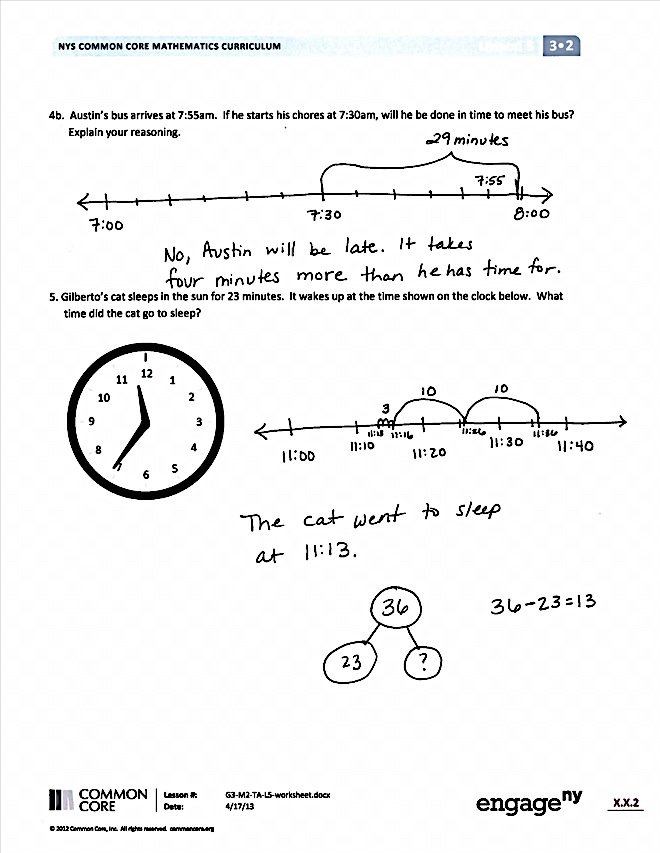 NYS COMMON CORE MATHEMATICS CURRICULUM
3•2
4b. Austin's bus arrives at 7:55am. If he starts his chores at 7:30am, will he be done in time to meet his bus?
Explain your reasoning.
29 minutes
7:55
7:00
7:30
8:00
No, Austin will be late. It takes
four minutes more than he has time for.
5. Gilberto's cat sleeps in the sun for 23 minutes. It wakes up at the time shown on the clock below. What
time did the cat go to sleep?
12
1
2
3
4
5
6
7
8
9
10
11
3
10
10
11:00
11:10
11:13
11:16
11:20
11:26
11:30
11:36
11:40
The cat went to sleep
at 11:13.
36
23
?
36-23=13
COMMON CORE
Lesson #: G3-M2-TA-L5-worksheet.docx
Date: 4/17/13
engage ny
X.X.2
© 2012 Common Core, Inc. All rights reserved. commoncore.org